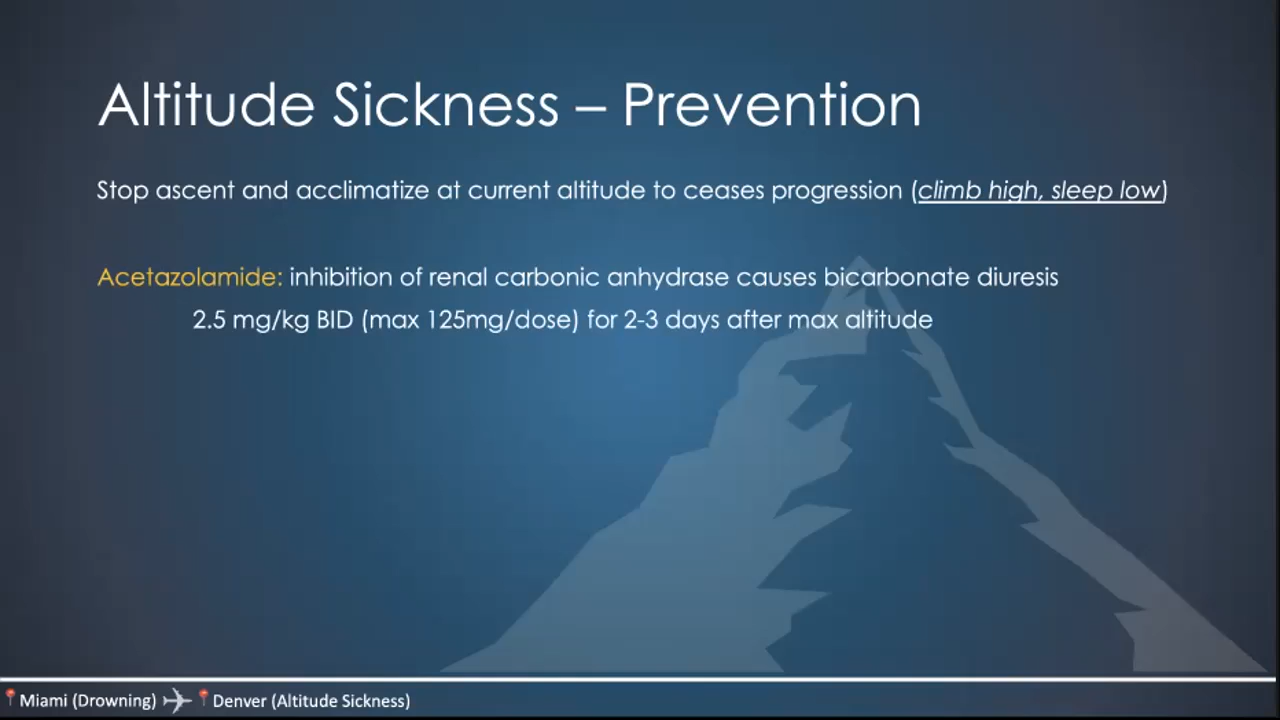 Altitude Sickness – Prevention
Stop ascent and acclimatize at current altitude to ceases progression (climb high, sleep low)
Acetazolamide: inhibition of renal carbonic anhydrase causes bicarbonate diuresis
2.5 mg/kg BID (max 125mg/dose) for 2-3 days after max altitude
Miami (Drowning) Denver (Altitude Sickness)